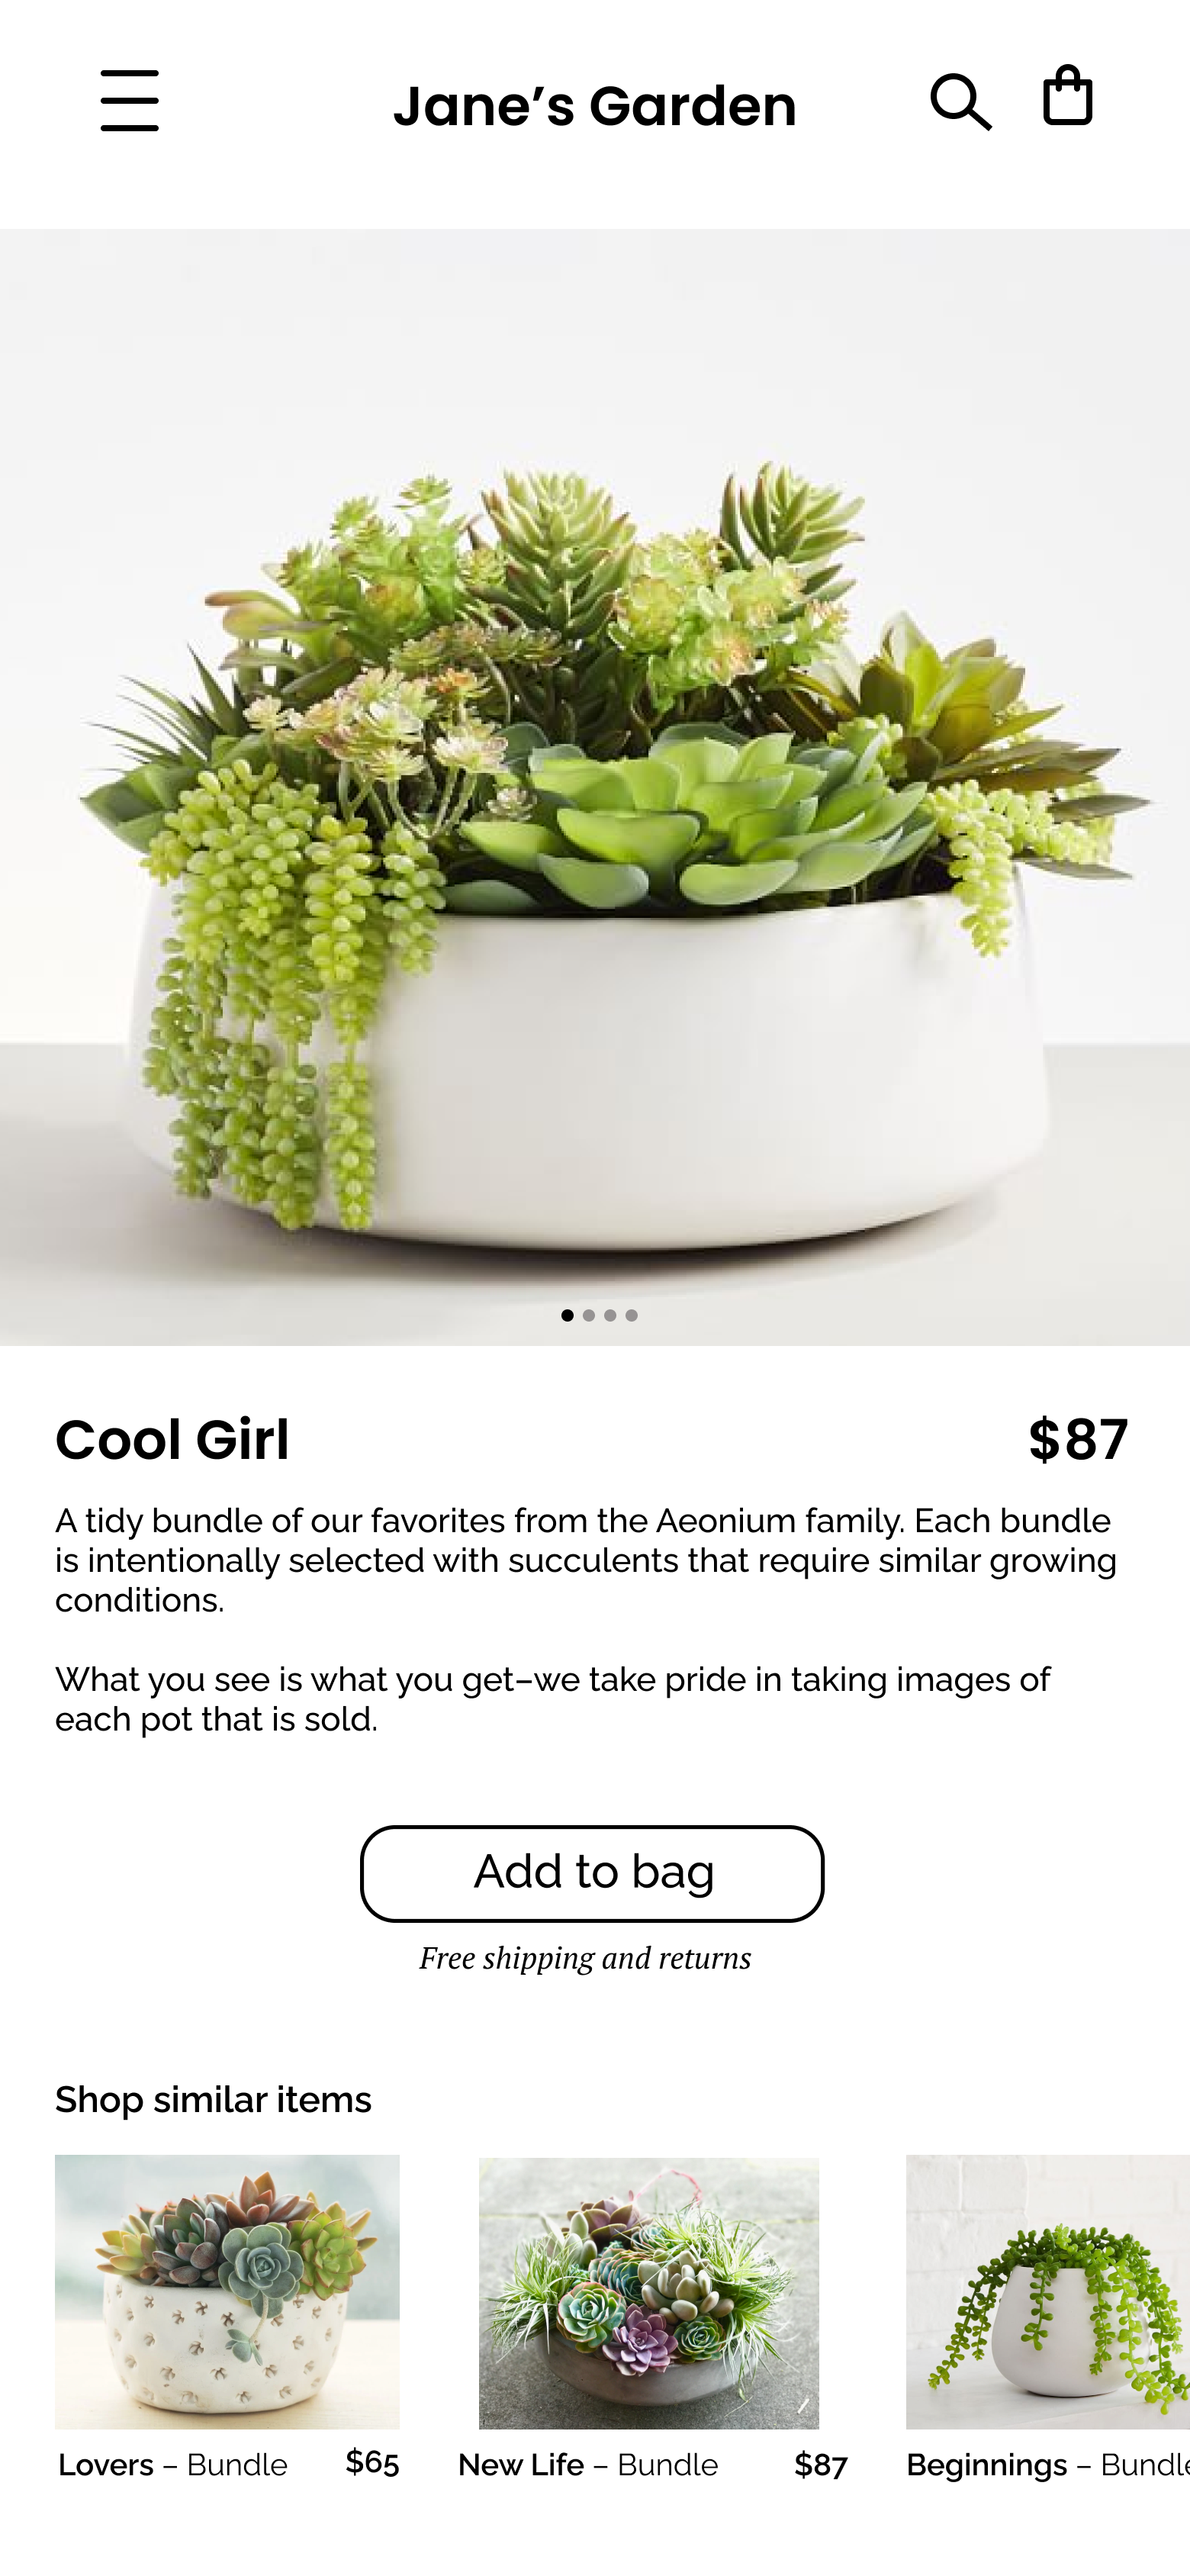 Jane’s Garden
Cool Girl $87
A tidy bundle of our favorites from the Aeonium family. Each bundle
is intentionally selected with succulents that require similar growing
conditions.
What you see is what you get–we take pride in taking images of
each pot that is sold.
Add to bag
Free shipping and returns
Shop similar items
Lovers – Bundle $65
New Life – Bundle $87
Beginnings – Bundle